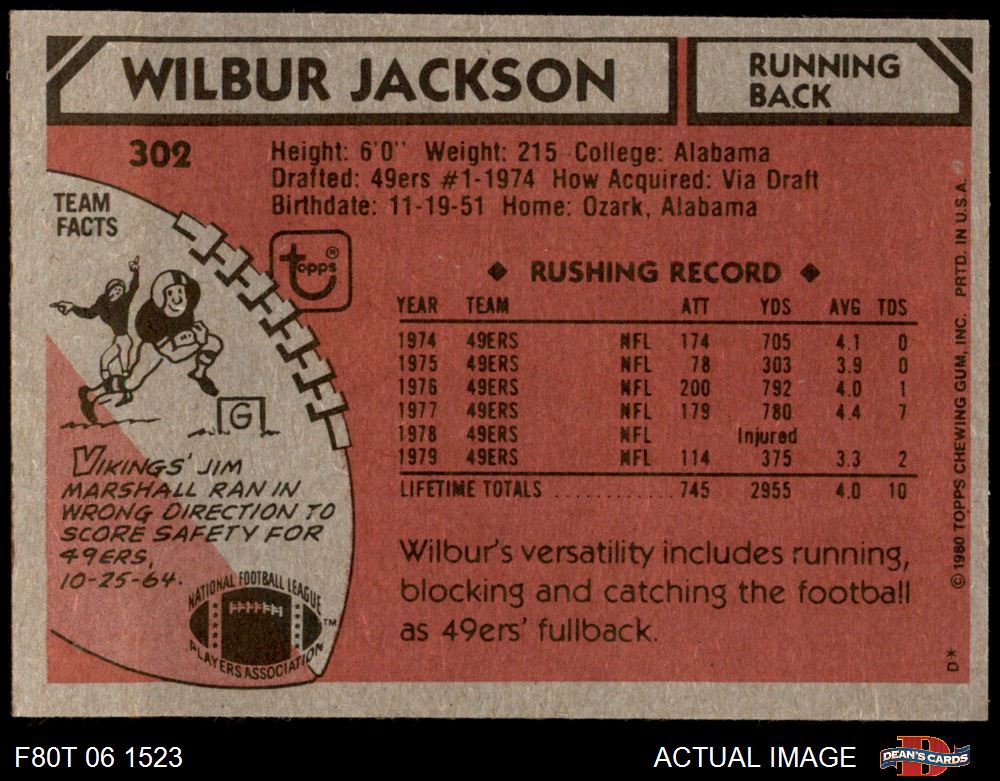 WILBUR JACKSON
RUNNING
BACK
302
Height: 6'0" Weight: 215 College: Alabama
Drafted: 49ers #1-1974 How Acquired: Via Draft
Birthdate: 11-19-51 Home: Ozark, Alabama
TEAM
FACTS
topps®
◆ RUSHING RECORD ◆
YEAR TEAM ATT YDS AVG TDS
1974 49ERS NFL 174 705 4.1 0
1975 49ERS NFL 78 303 3.9 0
1976 49ERS NFL 200 792 4.0 1
1977 49ERS NFL 179 780 4.4 7
1978 49ERS NFL Injured
1979 49ERS NFL 114 375 3.3 2
LIFETIME TOTALS ............ 745 2955 4.0 10
G
VIKINGS' JIM
MARSHALL RAN IN
WRONG DIRECTION TO
SCORE SAFETY FOR
49ERS,
10-25-64.
NATIONAL FOOTBALL LEAGUE
PLAYERS ASSOCIATION
TM
Wilbur's versatility includes running,
blocking and catching the football
as 49ers' fullback.
© 1980 TOPPS CHEWING GUM, INC. PRTD. IN U.S.A.
D*
F80T 06 1523
ACTUAL IMAGE
D
DEAN'S CARDS